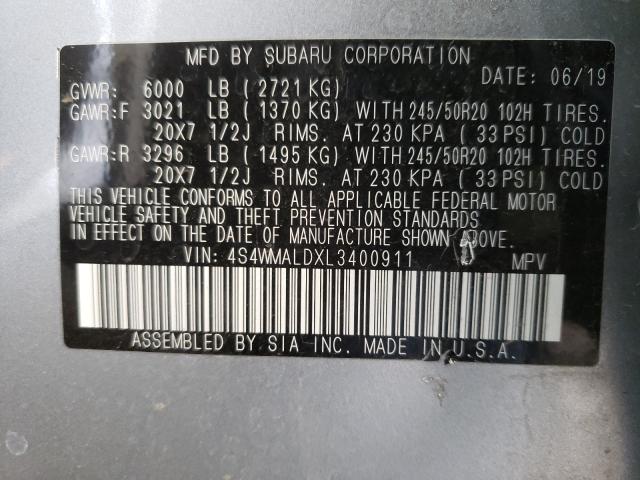 MFD BY SUBARU CORPORATION
DATE: 06/19
GVWR: 6000 LB (2721 KG)
GAWR:F 3021 LB (1370 KG) WITH 245/50R20 102H TIRES.
20X7 1/2J RIMS. AT 230 KPA (33 PSI) COLD
GAWR:R 3296 LB (1495 KG) WITH 245/50R20 102H TIRES.
20X7 1/2J RIMS. AT 230 KPA (33 PSI) COLD
THIS VEHICLE CONFORMS TO ALL APPLICABLE FEDERAL MOTOR
VEHICLE SAFETY AND THEFT PREVENTION STANDARDS
IN EFFECT ON THE DATE OF MANUFACTURE SHOWN ABOVE.
VIN: 4S4WMALDXL3400911 MPV
ASSEMBLED BY SIA INC. MADE IN U.S.A.